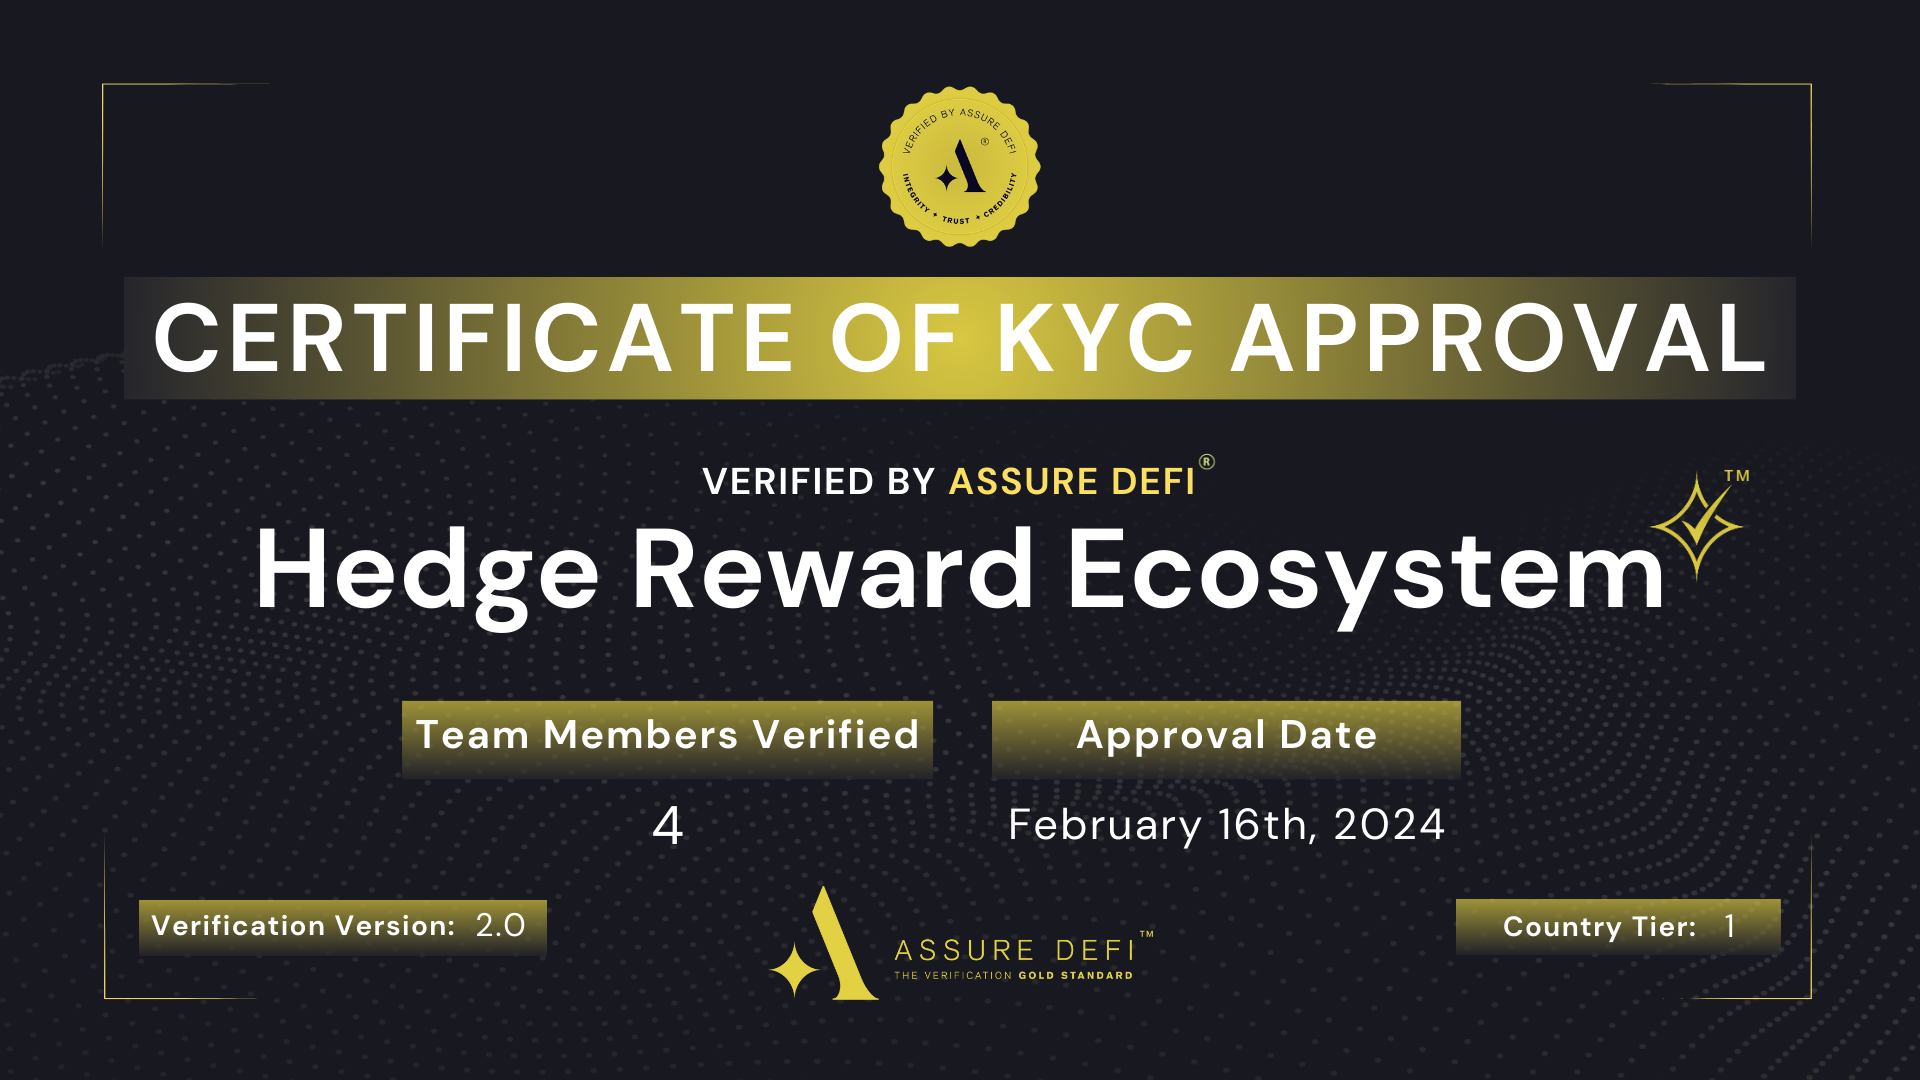 VERIFIED BY ASSURE DEFI
®
INTEGRITY ✦ TRUST ✦ CREDIBILITY
CERTIFICATE OF KYC APPROVAL
VERIFIED BY ASSURE DEFI®
Hedge Reward Ecosystem
TM
Team Members Verified
4
Approval Date
February 16th, 2024
Verification Version: 2.0
ASSURE DEFI™
THE VERIFICATION GOLD STANDARD
Country Tier: 1